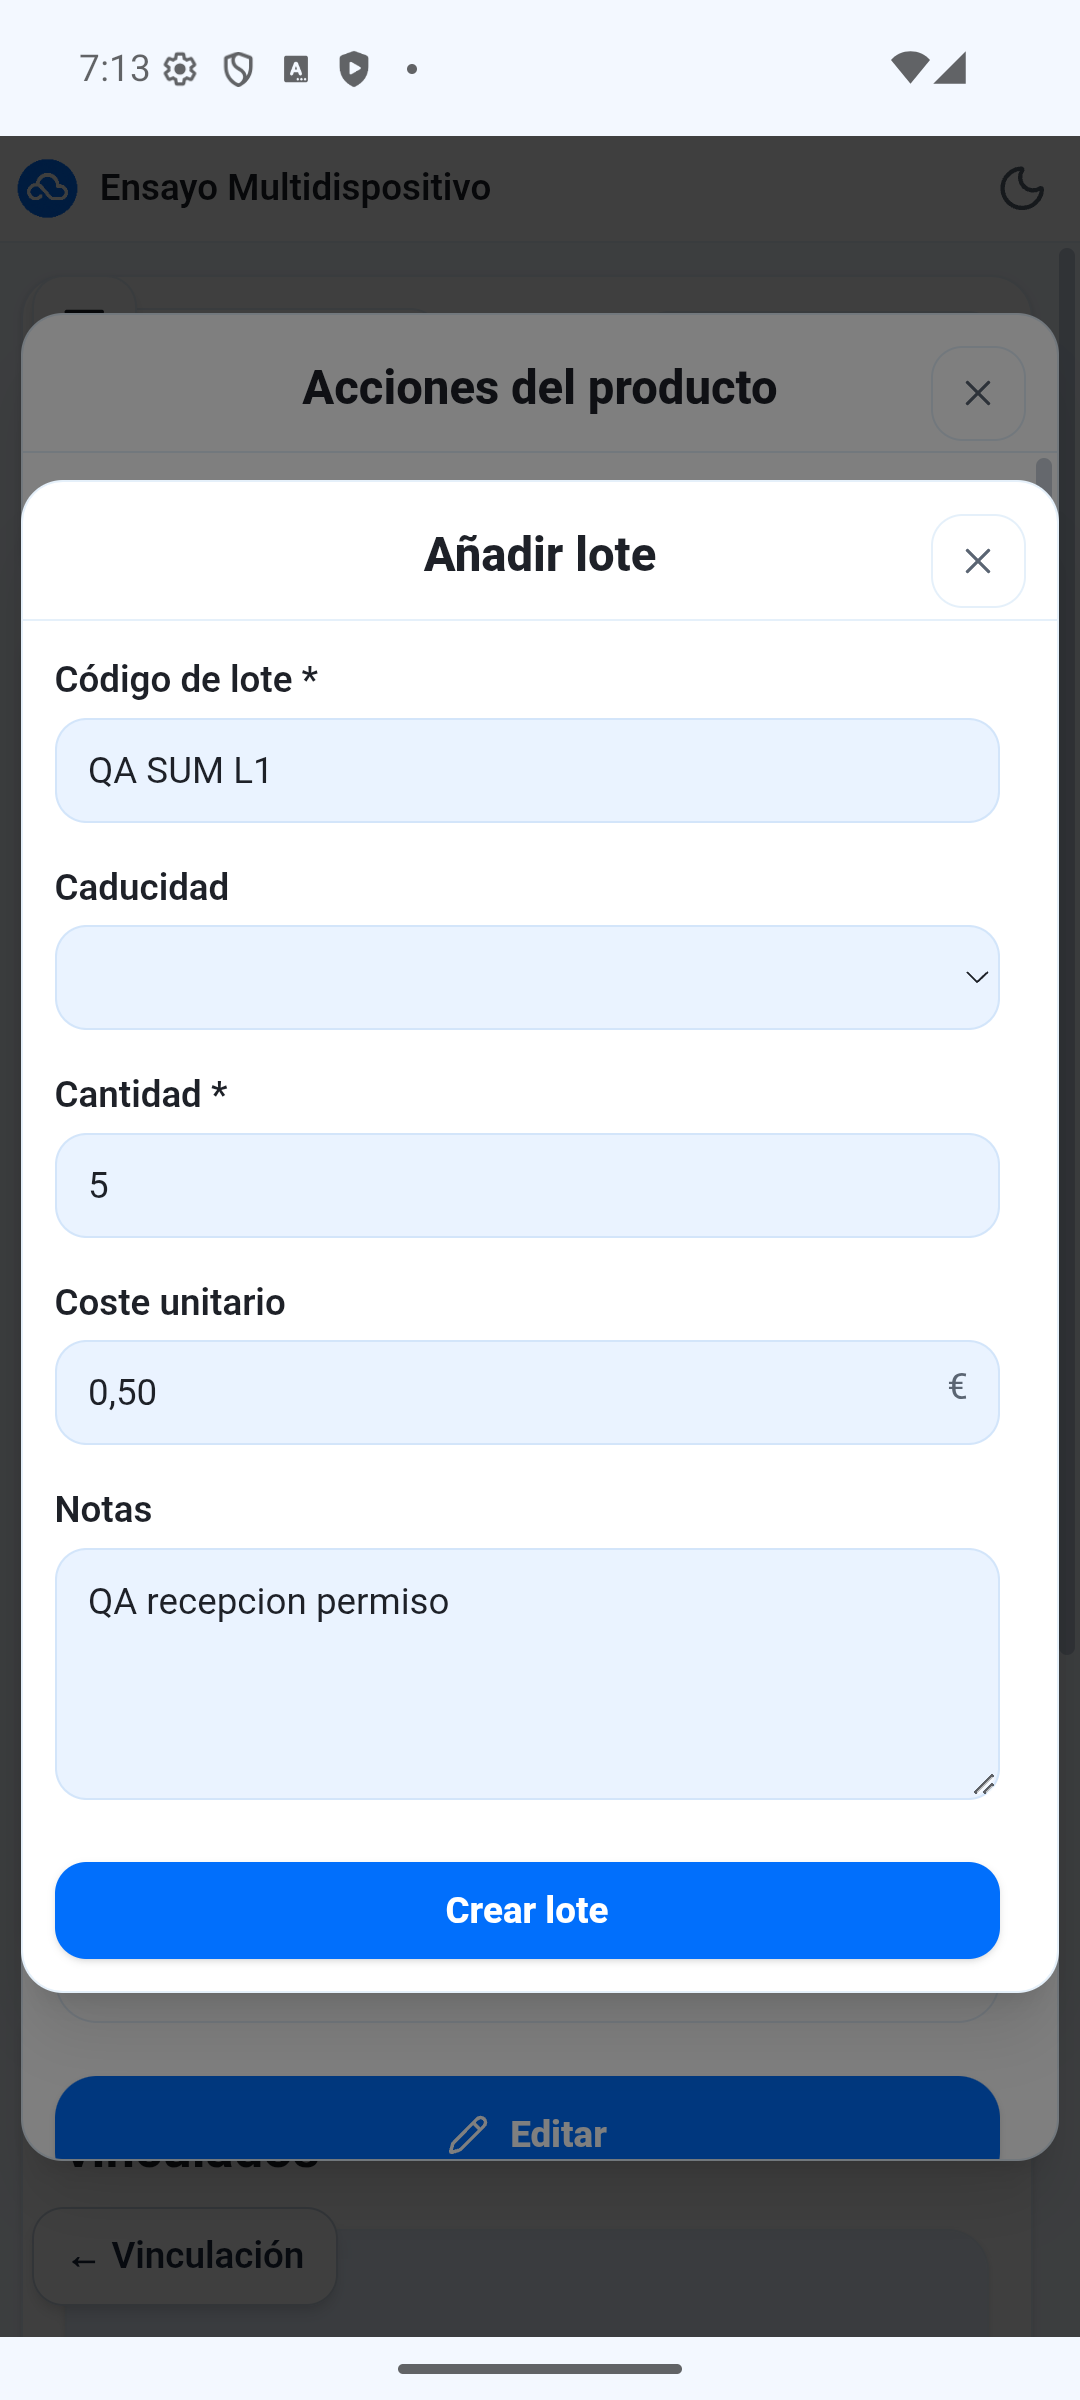 7:13
Ensayo Multidispositivo
Acciones del producto
Añadir lote
Código de lote *
QA SUM L1
Caducidad
Cantidad *
5
Coste unitario
0,50 €
Notas
QA recepcion permiso
Crear lote
Editar
← Vinculación